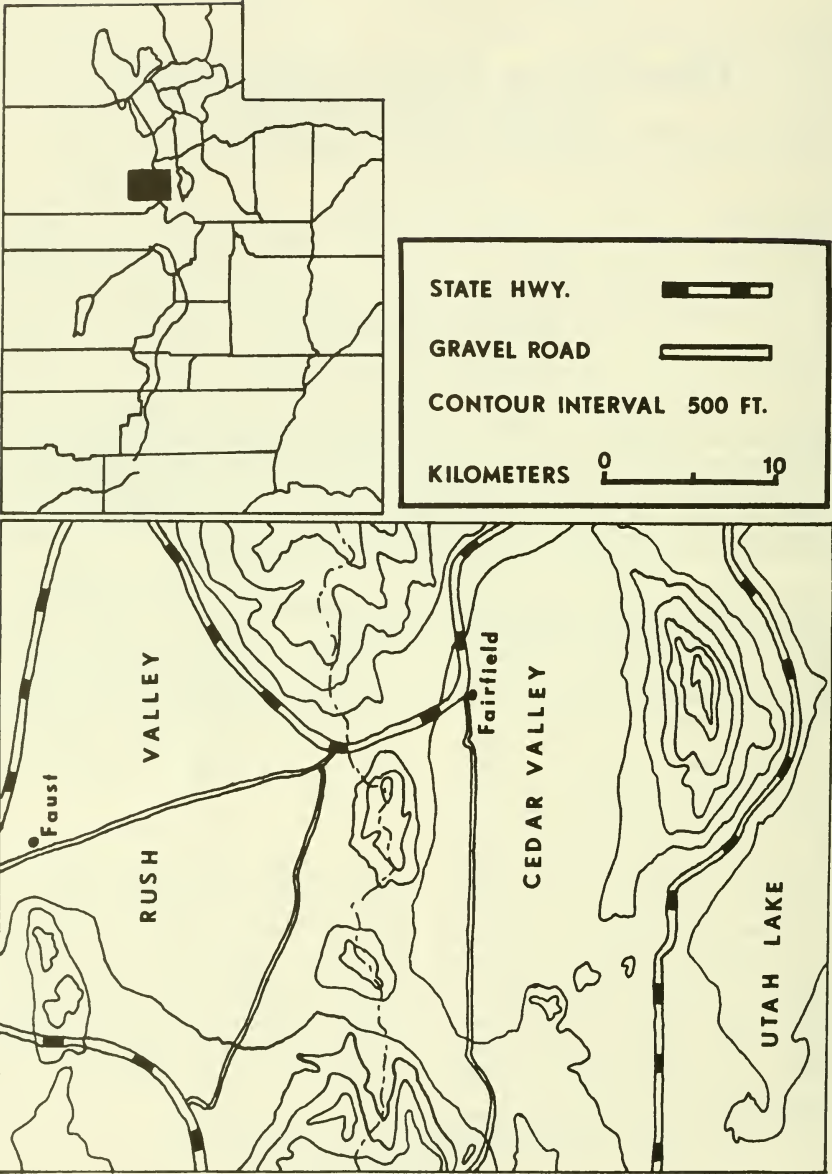 STATE HWY.
GRAVEL ROAD
CONTOUR INTERVAL 500 FT.
KILOMETERS 0 10
Fairfield
VALLEY
CEDAR VALLEY
Faust
RUSH
UTAH LAKE